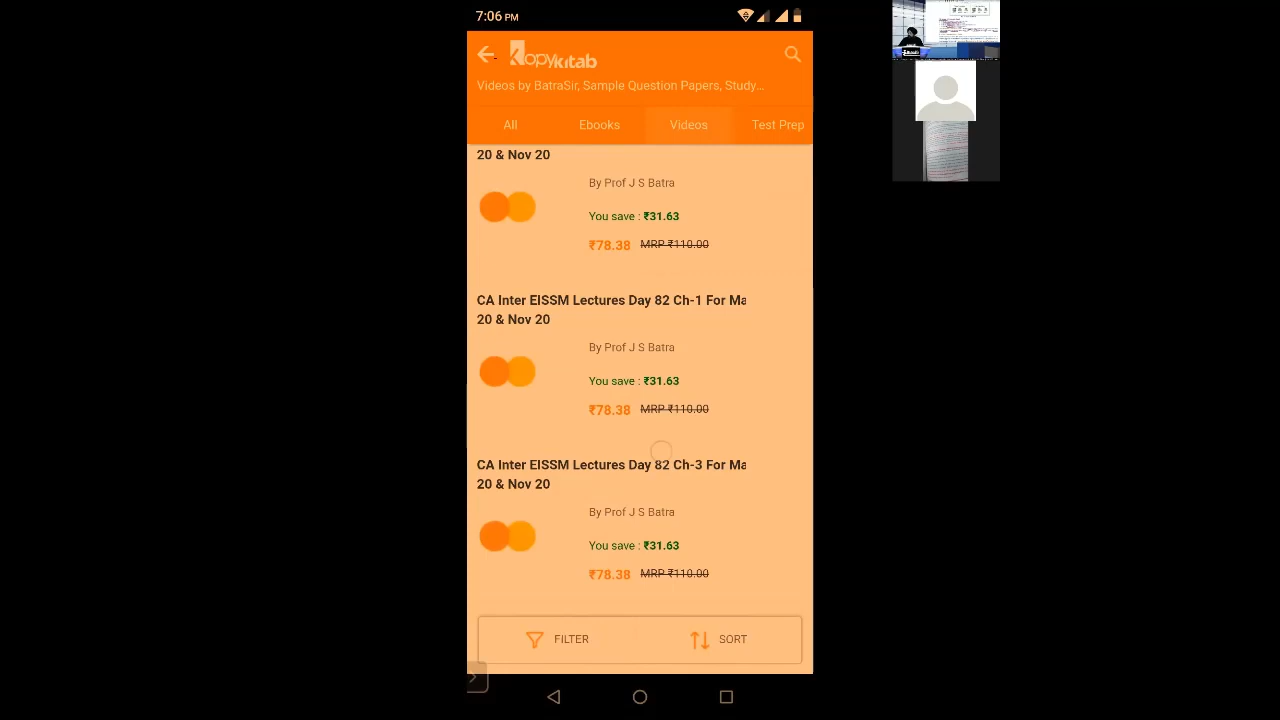 7:06 PM
kopykitab
Videos by BatraSir, Sample Question Papers, Study...
All Ebooks Videos Test Prep
20 & Nov 20
By Prof J S Batra
You save : ₹31.63
₹78.38 MRP ₹110.00
CA Inter EISSM Lectures Day 82 Ch-1 For Ma
20 & Nov 20
By Prof J S Batra
You save : ₹31.63
₹78.38 MRP ₹110.00
CA Inter EISSM Lectures Day 82 Ch-3 For Ma
20 & Nov 20
By Prof J S Batra
You save : ₹31.63
₹78.38 MRP ₹110.00
FILTER SORT